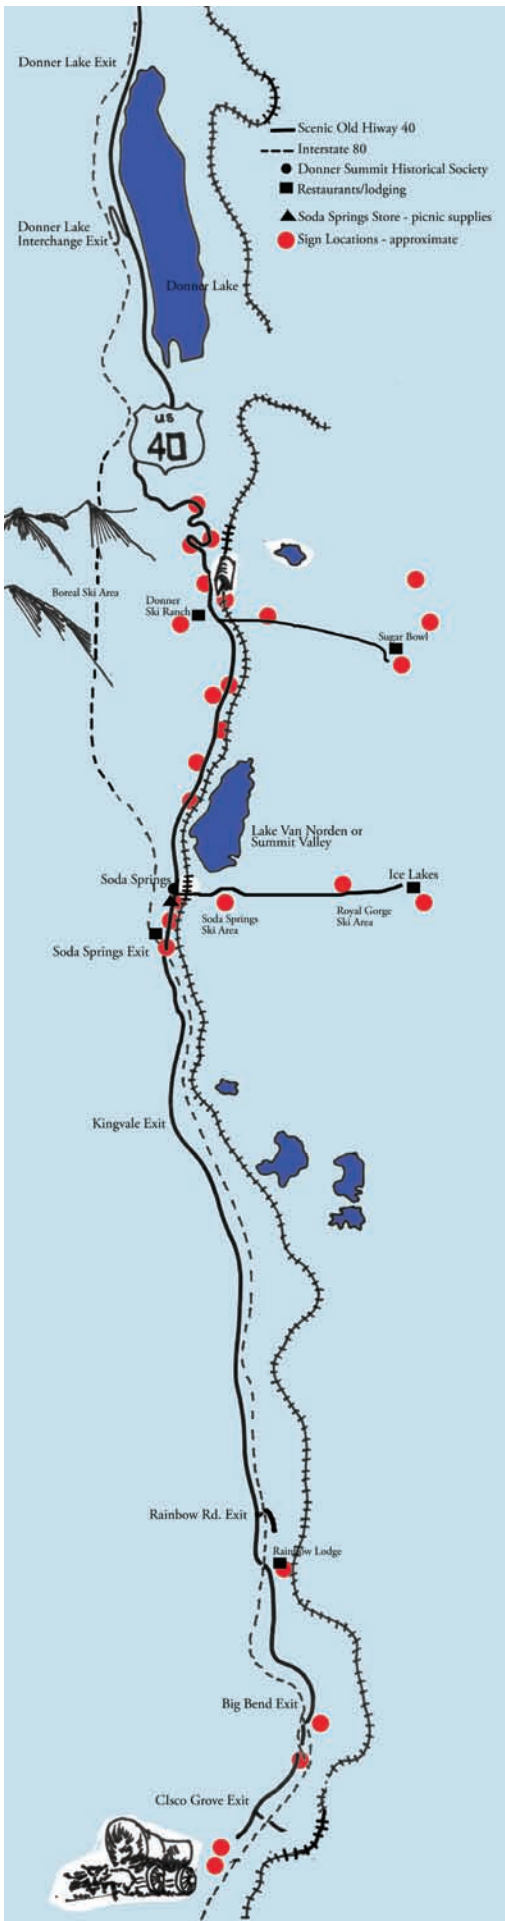 Donner Lake Exit
Scenic Old Hiway 40
Interstate 80
Donner Summit Historical Society
Restaurants/lodging
Soda Springs Store - picnic supplies
Sign Locations - approximate
Donner Lake
Interchange Exit
Donner Lake
us
40
Boreal Ski Area
Donner
Ski Ranch
Sugar Bowl
Lake Van Norden or
Summit Valley
Soda Springs
Ice Lakes
Soda Springs
Ski Area
Royal Gorge
Ski Area
Soda Springs Exit
Kingvale Exit
Rainbow Rd. Exit
Rainbow Lodge
Big Bend Exit
CIsco Grove Exit